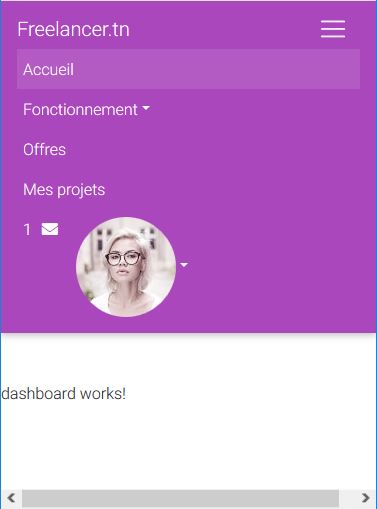 Freelancer.tn
Accueil
Fonctionnement
Offres
Mes projets
1
dashboard works!